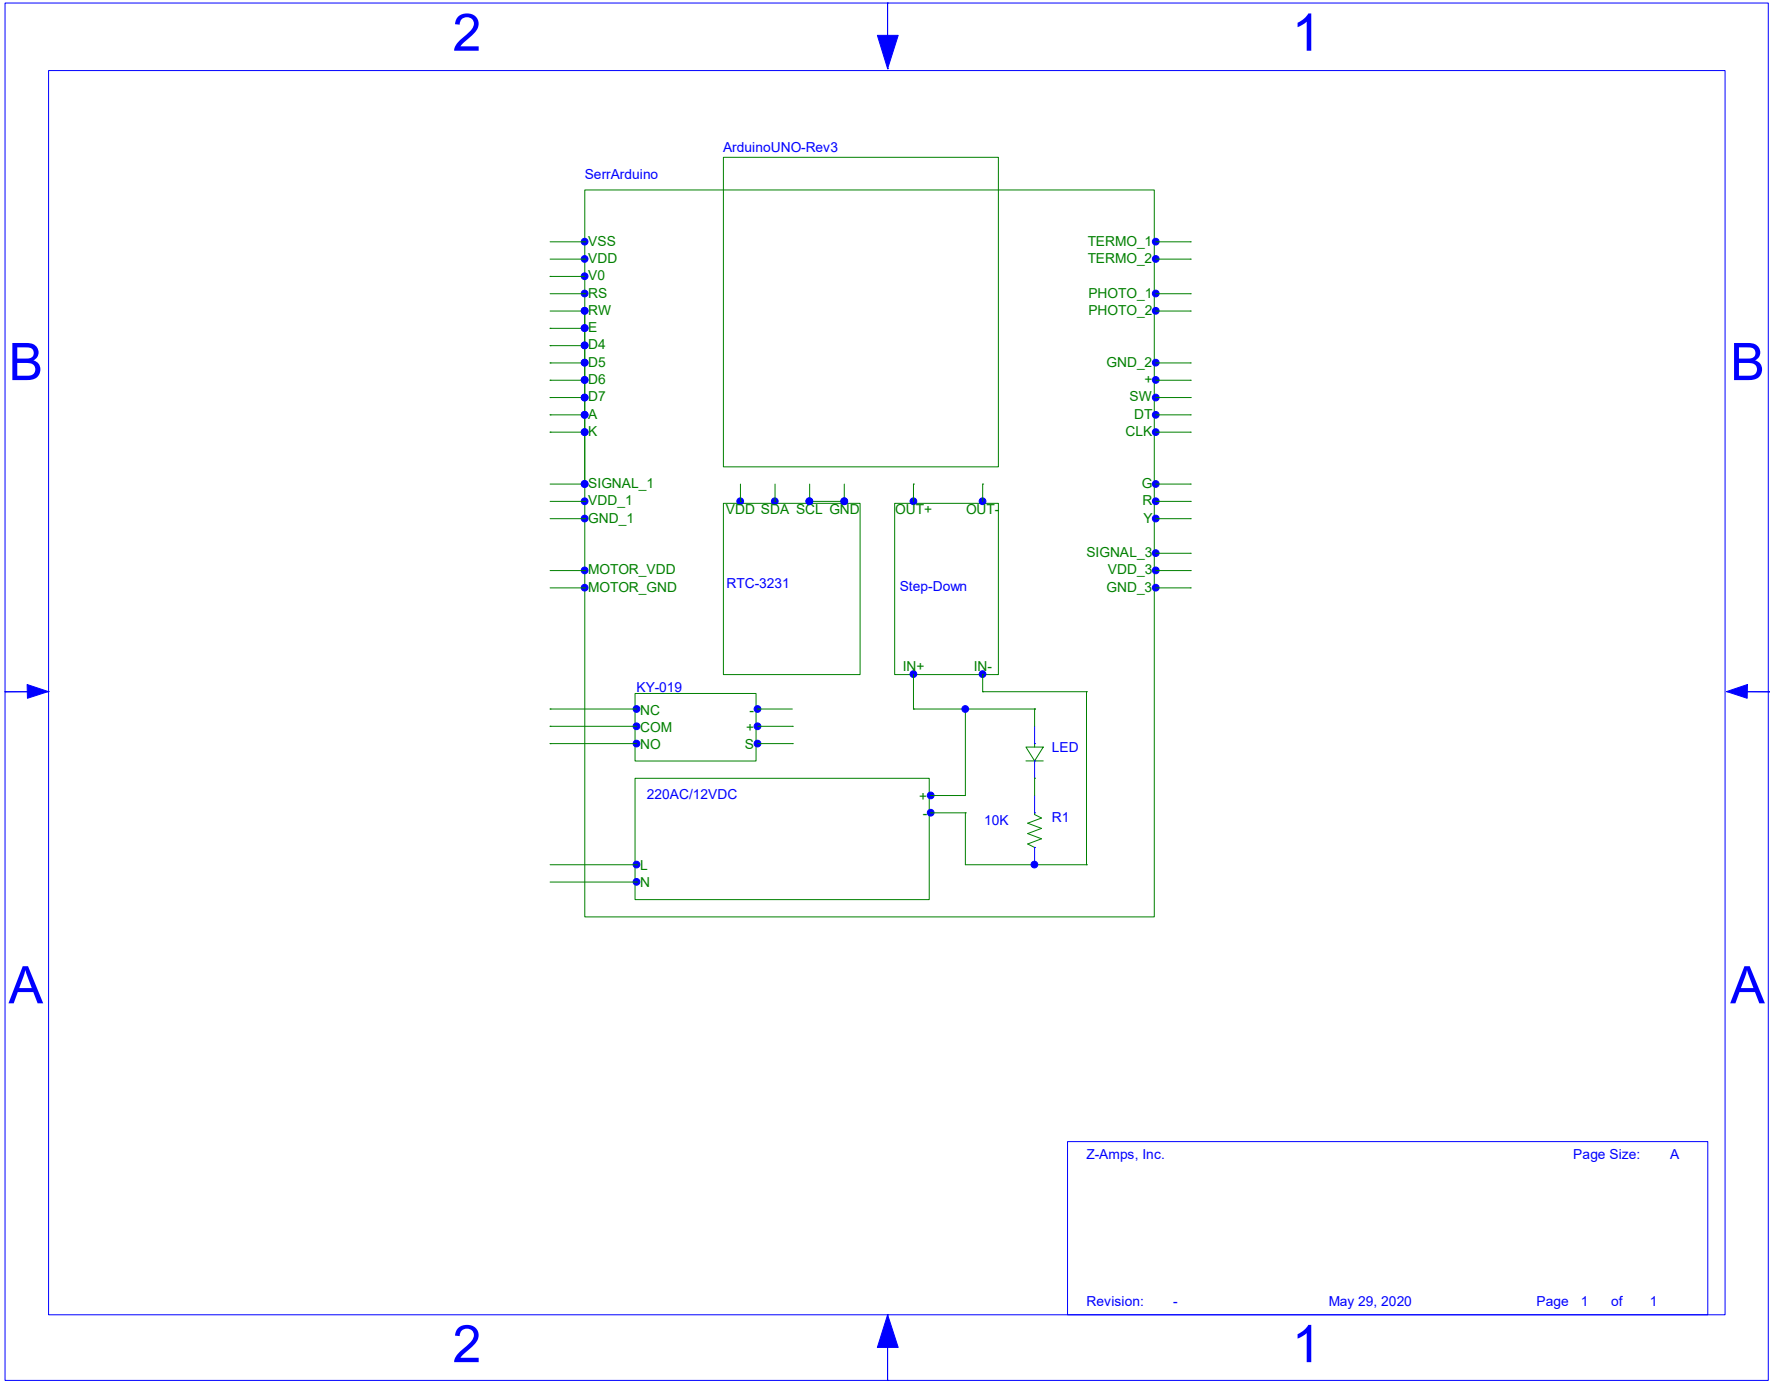 2 1
ArduinoUNO-Rev3
SerrArduino
VSS TERMO_1
VDD TERMO_2
V0
RS PHOTO_1
RW PHOTO_2
E
D4
B D5 GND_2 B
D6 +
D7 SW
A DT
K CLK
SIGNAL_1 G
VDD_1 R
VDD SDA SCL GND OUT+ OUT-
GND_1 Y
SIGNAL_3
MOTOR_VDD VDD_3
RTC-3231 Step-Down
MOTOR_GND GND_3
IN+ IN-
KY-019
NC -
COM +
NO S
LED
220AC/12VDC +
-
10K R1
L
N
A A
Z-Amps, Inc. Page Size: A
Revision: - May 29, 2020 Page 1 of 1
2 1